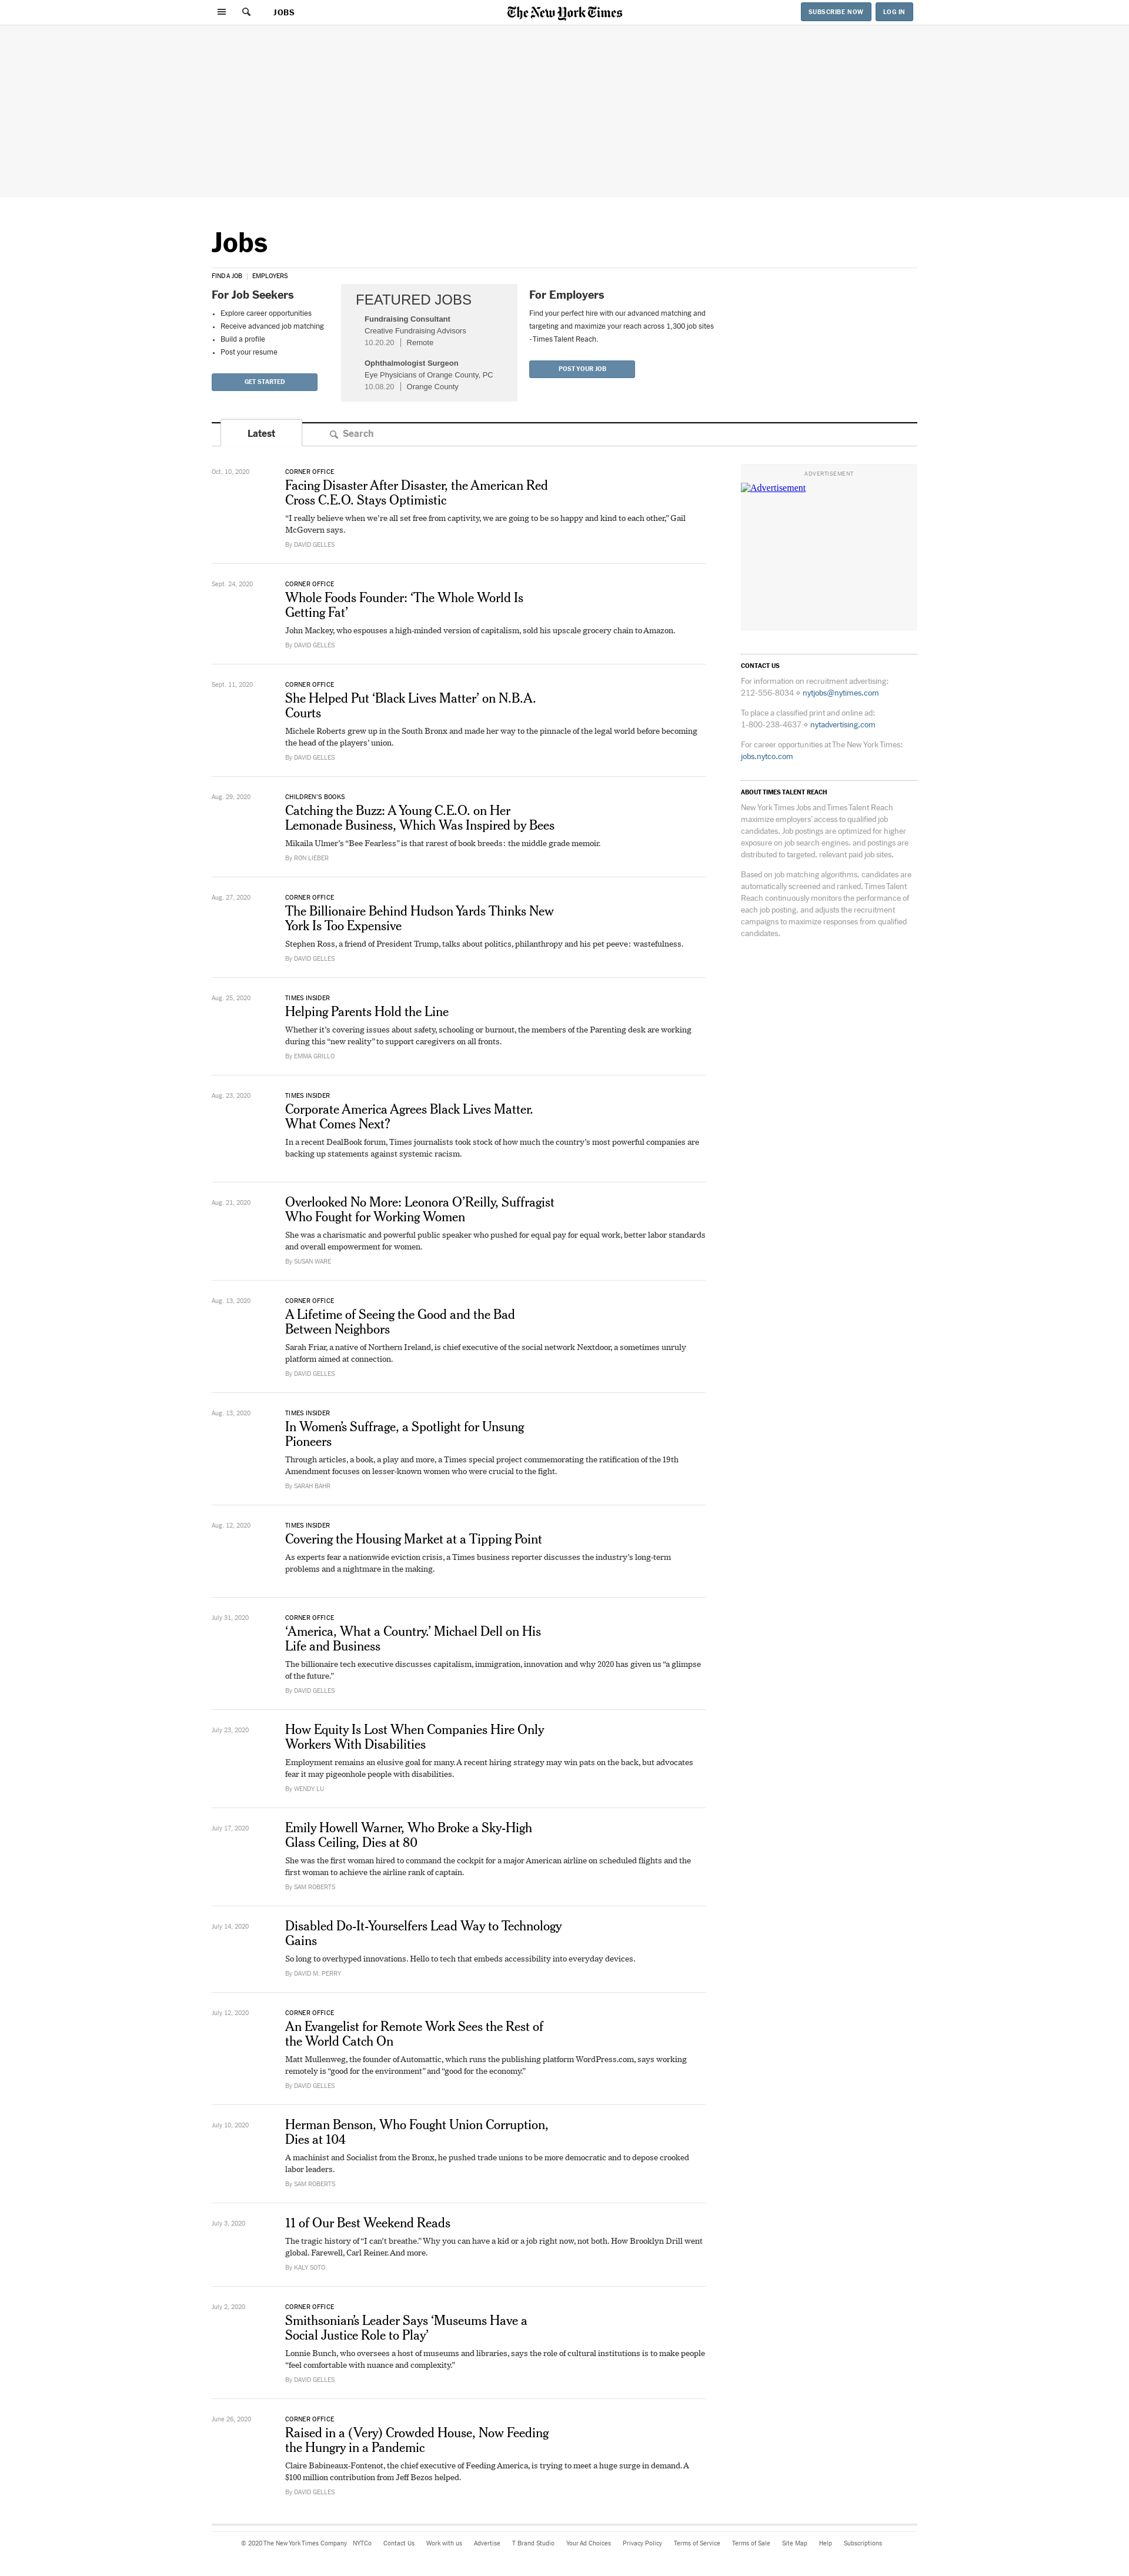 JOBS
The New York Times
SUBSCRIBE NOW
LOG IN
Jobs
FIND A JOB | EMPLOYERS
For Job Seekers
• Explore career opportunities
• Receive advanced job matching
• Build a profile
• Post your resume
GET STARTED
FEATURED JOBS
Fundraising Consultant
Creative Fundraising Advisors
10.20.20 | Remote
Ophthalmologist Surgeon
Eye Physicians of Orange County, PC
10.08.20 | Orange County
For Employers
Find your perfect hire with our advanced matching and
targeting and maximize your reach across 1,300 job sites
- Times Talent Reach.
POST YOUR JOB
Latest
Search
Oct. 10, 2020
CORNER OFFICE
Facing Disaster After Disaster, the American Red
Cross C.E.O. Stays Optimistic
“I really believe when we’re all set free from captivity, we are going to be so happy and kind to each other,” Gail
McGovern says.
By DAVID GELLES
Sept. 24, 2020
CORNER OFFICE
Whole Foods Founder: ‘The Whole World Is
Getting Fat’
John Mackey, who espouses a high-minded version of capitalism, sold his upscale grocery chain to Amazon.
By DAVID GELLES
Sept. 11, 2020
CORNER OFFICE
She Helped Put ‘Black Lives Matter’ on N.B.A.
Courts
Michele Roberts grew up in the South Bronx and made her way to the pinnacle of the legal world before becoming
the head of the players’ union.
By DAVID GELLES
Aug. 29, 2020
CHILDREN’S BOOKS
Catching the Buzz: A Young C.E.O. on Her
Lemonade Business, Which Was Inspired by Bees
Mikaila Ulmer’s “Bee Fearless” is that rarest of book breeds: the middle grade memoir.
By RON LIEBER
Aug. 27, 2020
CORNER OFFICE
The Billionaire Behind Hudson Yards Thinks New
York Is Too Expensive
Stephen Ross, a friend of President Trump, talks about politics, philanthropy and his pet peeve: wastefulness.
By DAVID GELLES
Aug. 25, 2020
TIMES INSIDER
Helping Parents Hold the Line
Whether it’s covering issues about safety, schooling or burnout, the members of the Parenting desk are working
during this “new reality” to support caregivers on all fronts.
By EMMA GRILLO
Aug. 23, 2020
TIMES INSIDER
Corporate America Agrees Black Lives Matter.
What Comes Next?
In a recent DealBook forum, Times journalists took stock of how much the country’s most powerful companies are
backing up statements against systemic racism.
Aug. 21, 2020
Overlooked No More: Leonora O’Reilly, Suffragist
Who Fought for Working Women
She was a charismatic and powerful public speaker who pushed for equal pay for equal work, better labor standards
and overall empowerment for women.
By SUSAN WARE
Aug. 13, 2020
CORNER OFFICE
A Lifetime of Seeing the Good and the Bad
Between Neighbors
Sarah Friar, a native of Northern Ireland, is chief executive of the social network Nextdoor, a sometimes unruly
platform aimed at connection.
By DAVID GELLES
Aug. 13, 2020
TIMES INSIDER
In Women’s Suffrage, a Spotlight for Unsung
Pioneers
Through articles, a book, a play and more, a Times special project commemorating the ratification of the 19th
Amendment focuses on lesser-known women who were crucial to the fight.
By SARAH BAHR
Aug. 12, 2020
TIMES INSIDER
Covering the Housing Market at a Tipping Point
As experts fear a nationwide eviction crisis, a Times business reporter discusses the industry’s long-term
problems and a nightmare in the making.
July 31, 2020
CORNER OFFICE
‘America, What a Country.’ Michael Dell on His
Life and Business
The billionaire tech executive discusses capitalism, immigration, innovation and why 2020 has given us “a glimpse
of the future.”
By DAVID GELLES
July 23, 2020
How Equity Is Lost When Companies Hire Only
Workers With Disabilities
Employment remains an elusive goal for many. A recent hiring strategy may win pats on the back, but advocates
fear it may pigeonhole people with disabilities.
By WENDY LU
July 17, 2020
Emily Howell Warner, Who Broke a Sky-High
Glass Ceiling, Dies at 80
She was the first woman hired to command the cockpit for a major American airline on scheduled flights and the
first woman to achieve the airline rank of captain.
By SAM ROBERTS
July 14, 2020
Disabled Do-It-Yourselfers Lead Way to Technology
Gains
So long to overhyped innovations. Hello to tech that embeds accessibility into everyday devices.
By DAVID M. PERRY
July 12, 2020
CORNER OFFICE
An Evangelist for Remote Work Sees the Rest of
the World Catch On
Matt Mullenweg, the founder of Automattic, which runs the publishing platform WordPress.com, says working
remotely is “good for the environment” and “good for the economy.”
By DAVID GELLES
July 10, 2020
Herman Benson, Who Fought Union Corruption,
Dies at 104
A machinist and Socialist from the Bronx, he pushed trade unions to be more democratic and to depose crooked
labor leaders.
By SAM ROBERTS
July 3, 2020
11 of Our Best Weekend Reads
The tragic history of “I can’t breathe.” Why you can have a kid or a job right now, not both. How Brooklyn Drill went
global. Farewell, Carl Reiner. And more.
By KALY SOTO
July 2, 2020
CORNER OFFICE
Smithsonian’s Leader Says ‘Museums Have a
Social Justice Role to Play’
Lonnie Bunch, who oversees a host of museums and libraries, says the role of cultural institutions is to make people
“feel comfortable with nuance and complexity.”
By DAVID GELLES
June 26, 2020
CORNER OFFICE
Raised in a (Very) Crowded House, Now Feeding
the Hungry in a Pandemic
Claire Babineaux-Fontenot, the chief executive of Feeding America, is trying to meet a huge surge in demand. A
$100 million contribution from Jeff Bezos helped.
By DAVID GELLES
ADVERTISEMENT
Advertisement
CONTACT US
For information on recruitment advertising:
212-556-8034 ⋄ nytjobs@nytimes.com
To place a classified print and online ad:
1-800-238-4637 ⋄ nytadvertising.com
For career opportunities at The New York Times:
jobs.nytco.com
ABOUT TIMES TALENT REACH
New York Times Jobs and Times Talent Reach
maximize employers’ access to qualified job
candidates. Job postings are optimized for higher
exposure on job search engines, and postings are
distributed to targeted, relevant paid job sites.
Based on job matching algorithms, candidates are
automatically screened and ranked. Times Talent
Reach continuously monitors the performance of
each job posting, and adjusts the recruitment
campaigns to maximize responses from qualified
candidates.
© 2020 The New York Times Company NYTCo Contact Us Work with us Advertise T Brand Studio Your Ad Choices Privacy Policy Terms of Service Terms of Sale Site Map Help Subscriptions